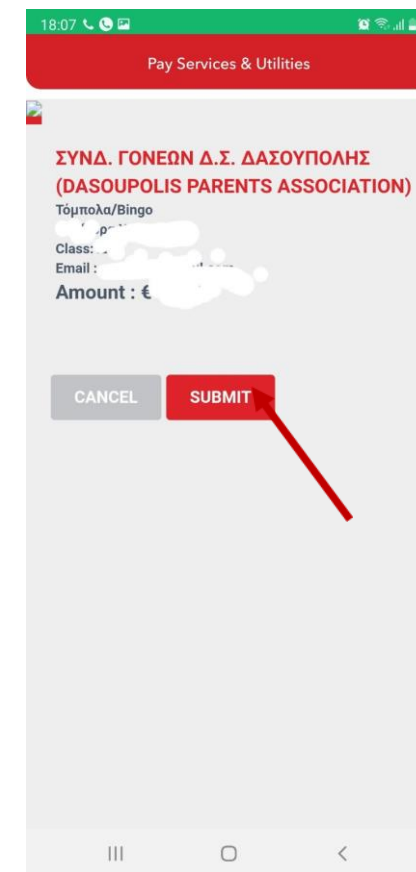 18:07
Pay Services & Utilities
ΣΥΝΔ. ΓΟΝΕΩΝ Δ.Σ. ΔΑΣΟΥΠΟΛΗΣ
(DASOUPOLIS PARENTS ASSOCIATION)
Τόμπολα/Bingo
Class:
Email :
Amount : €
CANCEL
SUBMIT